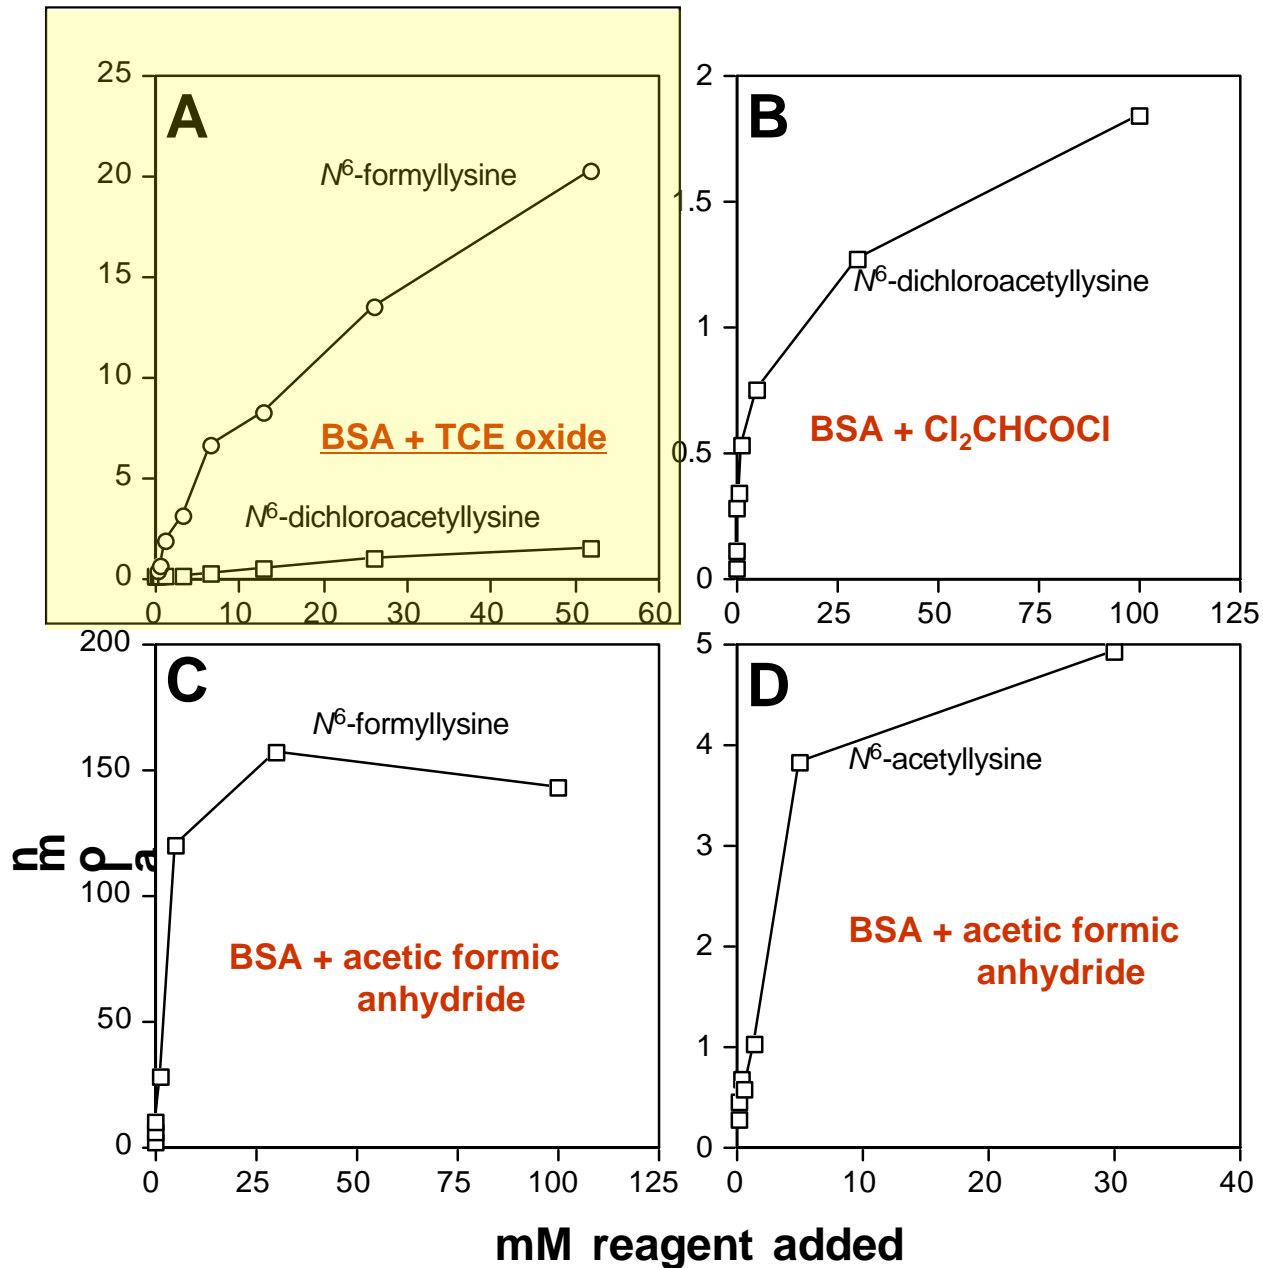 A
25
20
15
10
5
0
N⁶-formyllysine
BSA + TCE oxide
N⁶-dichloroacetyllysine
0 10 20 30 40 50 60
B
2
1.5
1
0.5
0
N⁶-dichloroacetyllysine
BSA + Cl₂CHCOCl
0 25 50 75 100 125
C
200
150
100
50
0
N⁶-formyllysine
BSA + acetic formic
anhydride
0 25 50 75 100 125
D
5
4
3
2
1
0
N⁶-acetyllysine
BSA + acetic formic
anhydride
0 10 20 30 40
mM reagent added